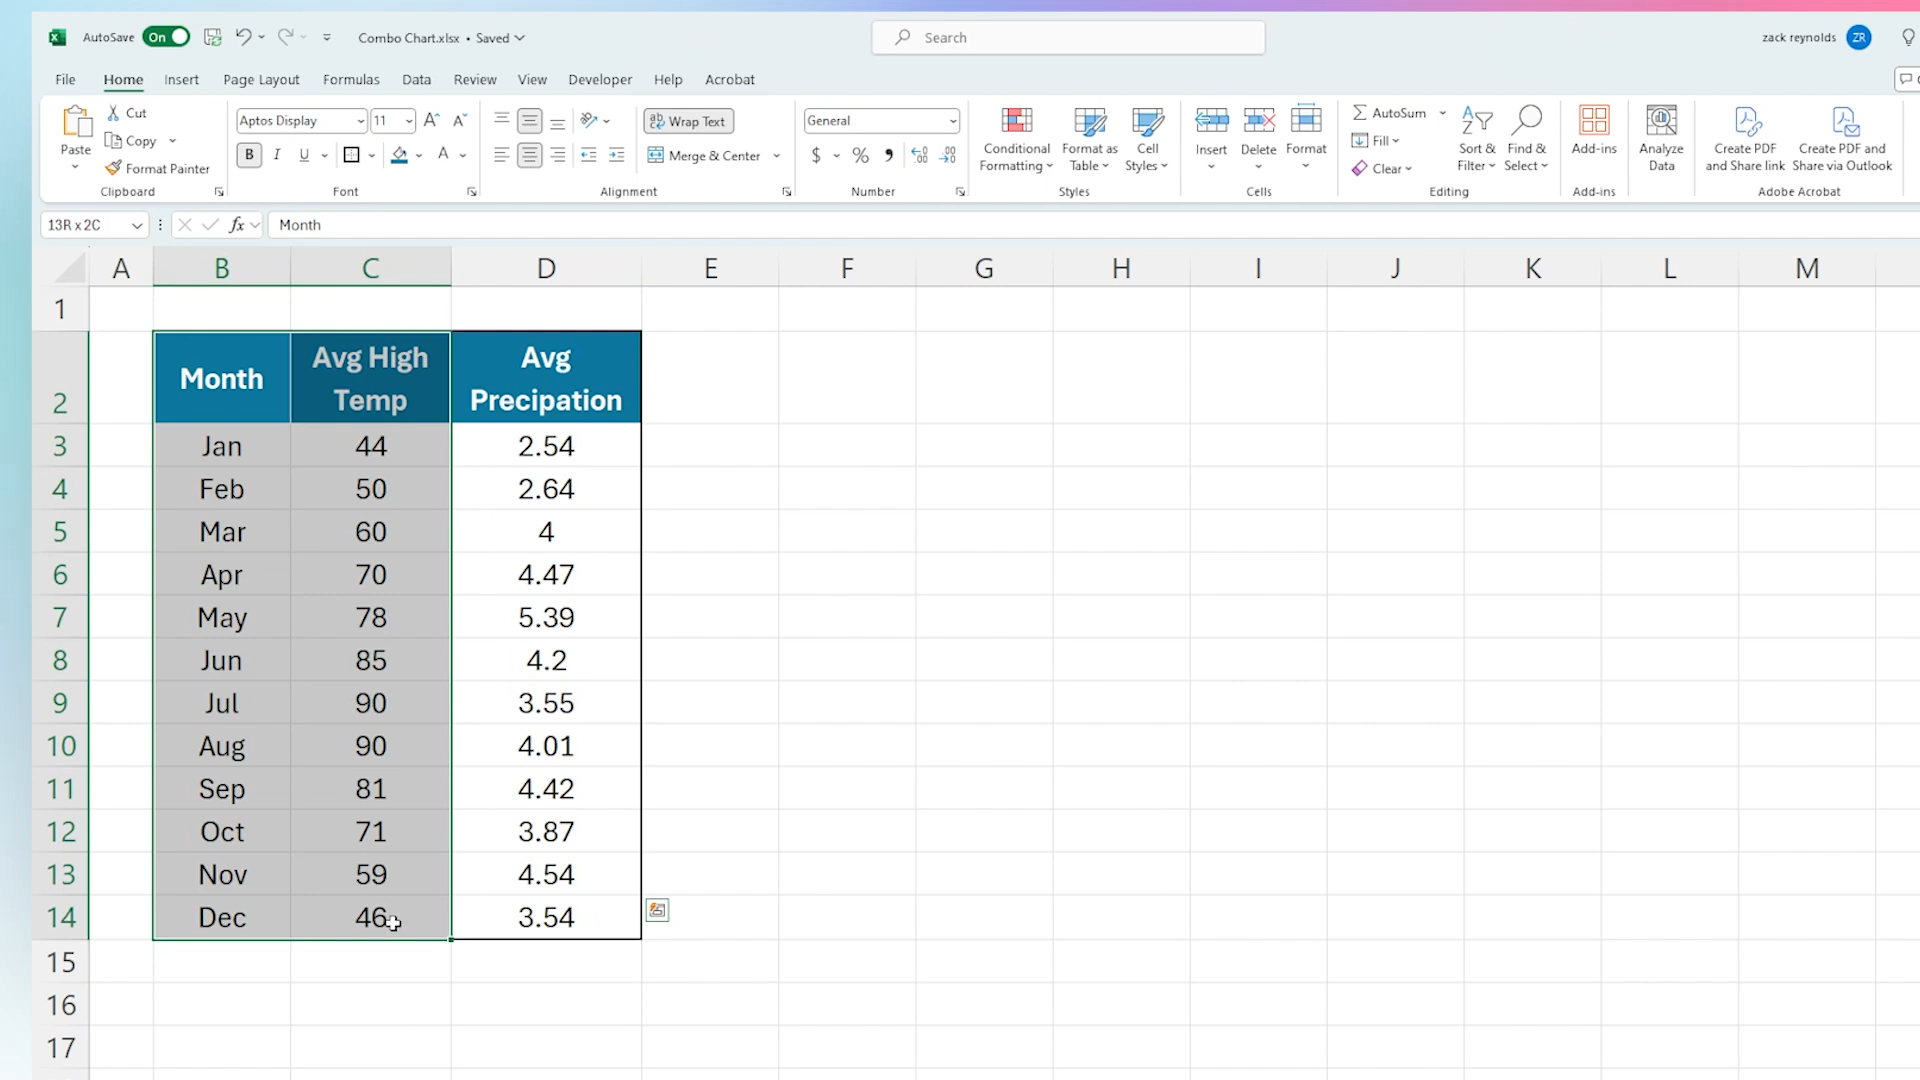 AutoSave On Combo Chart.xlsx • Saved Search zack reynolds ZR
File Home Insert Page Layout Formulas Data Review View Developer Help Acrobat
Paste Cut Copy Format Painter Clipboard
Aptos Display 11 B I U A Font
ab Wrap Text Merge & Center Alignment
General $ % Number
Conditional Formatting Format as Table Cell Styles Styles
Insert Delete Format Cells
AutoSum Fill Clear Sort & Filter Find & Select Editing
Add-ins Add-ins
Analyze Data
Create PDF and Share link Create PDF and Share via Outlook Adobe Acrobat
13R x 2C fx Month
A B C D E F G H I J K L M
1
2 Month Avg High Temp Avg Precipation
3 Jan 44 2.54
4 Feb 50 2.64
5 Mar 60 4
6 Apr 70 4.47
7 May 78 5.39
8 Jun 85 4.2
9 Jul 90 3.55
10 Aug 90 4.01
11 Sep 81 4.42
12 Oct 71 3.87
13 Nov 59 4.54
14 Dec 46 3.54
15
16
17